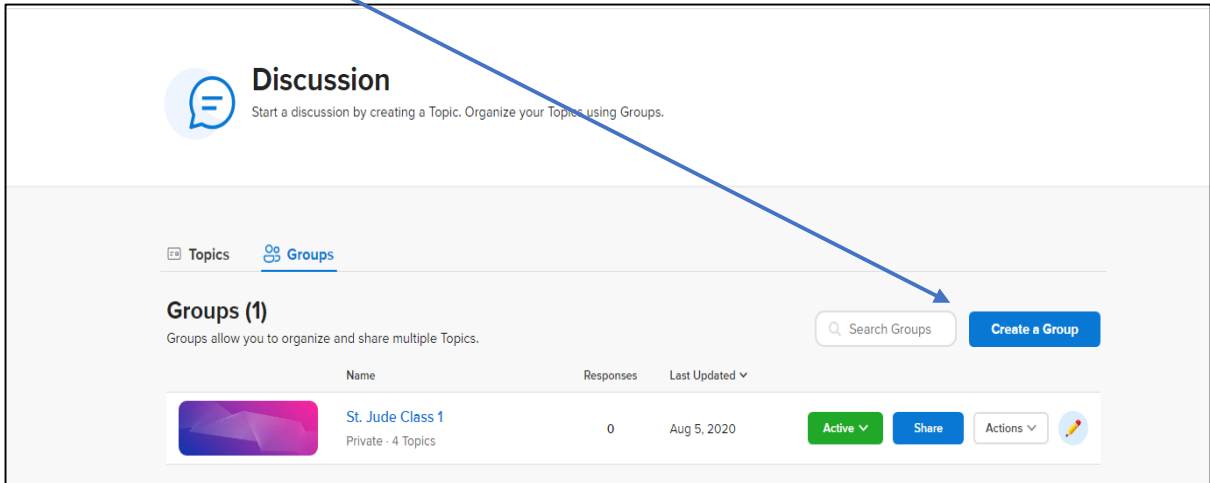 Discussion
Start a discussion by creating a Topic. Organize your Topics using Groups.
Topics Groups
Groups (1)
Groups allow you to organize and share multiple Topics.
Search Groups Create a Group
Name Responses Last Updated
St. Jude Class 1
Private · 4 Topics
0 Aug 5, 2020 Active Share Actions